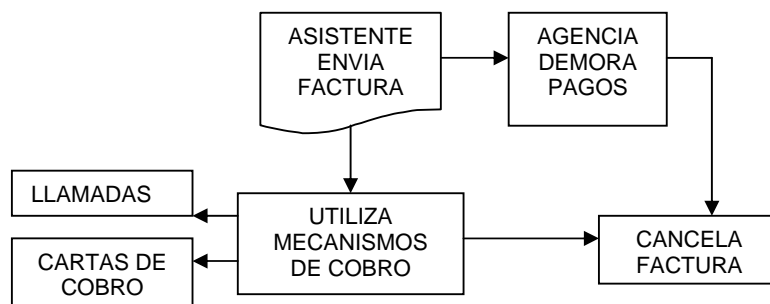 ASISTENTE
ENVIA
FACTURA
AGENCIA
DEMORA
PAGOS
LLAMADAS
UTILIZA
MECANISMOS
DE COBRO
CARTAS DE
COBRO
CANCELA
FACTURA